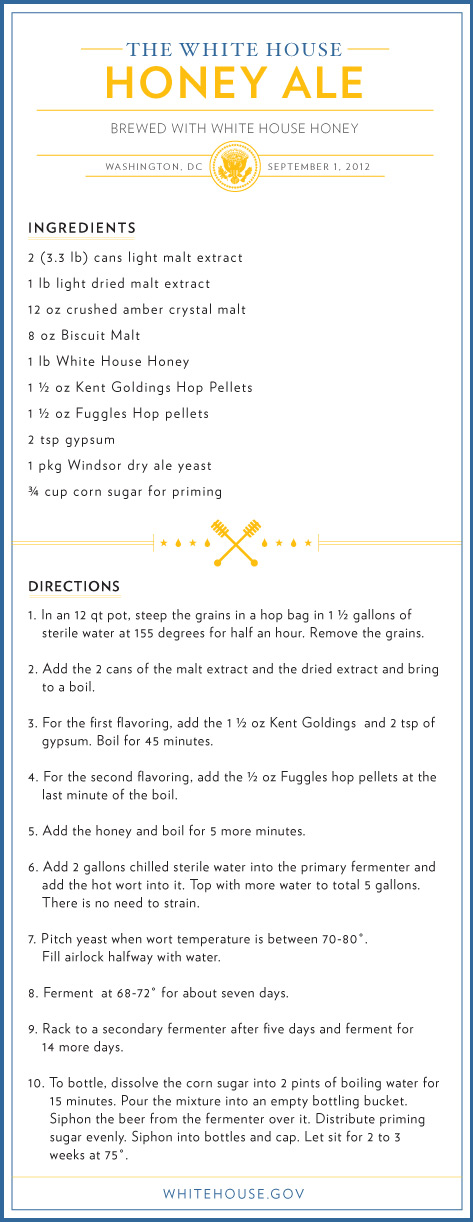 THE WHITE HOUSE
HONEY ALE
BREWED WITH WHITE HOUSE HONEY
WASHINGTON, DC SEPTEMBER 1, 2012
INGREDIENTS
2 (3.3 lb) cans light malt extract
1 lb light dried malt extract
12 oz crushed amber crystal malt
8 oz Biscuit Malt
1 lb White House Honey
1 ½ oz Kent Goldings Hop Pellets
1 ½ oz Fuggles Hop pellets
2 tsp gypsum
1 pkg Windsor dry ale yeast
¾ cup corn sugar for priming
DIRECTIONS
1. In an 12 qt pot, steep the grains in a hop bag in 1 ½ gallons of
sterile water at 155 degrees for half an hour. Remove the grains.
2. Add the 2 cans of the malt extract and the dried extract and bring
to a boil.
3. For the first flavoring, add the 1 ½ oz Kent Goldings and 2 tsp of
gypsum. Boil for 45 minutes.
4. For the second flavoring, add the ½ oz Fuggles hop pellets at the
last minute of the boil.
5. Add the honey and boil for 5 more minutes.
6. Add 2 gallons chilled sterile water into the primary fermenter and
add the hot wort into it. Top with more water to total 5 gallons.
There is no need to strain.
7. Pitch yeast when wort temperature is between 70-80˚.
Fill airlock halfway with water.
8. Ferment at 68-72˚ for about seven days.
9. Rack to a secondary fermenter after five days and ferment for
14 more days.
10. To bottle, dissolve the corn sugar into 2 pints of boiling water for
15 minutes. Pour the mixture into an empty bottling bucket.
Siphon the beer from the fermenter over it. Distribute priming
sugar evenly. Siphon into bottles and cap. Let sit for 2 to 3
weeks at 75˚.
WHITEHOUSE.GOV